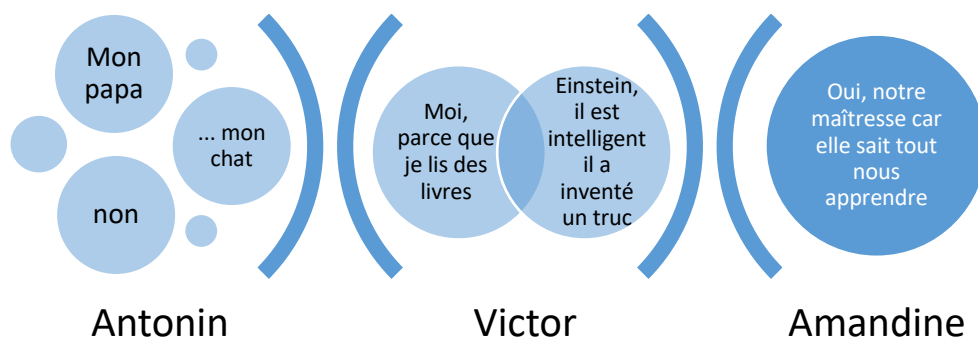 Mon
papa
... mon
chat
non
Moi,
parce que
je lis des
livres
Einstein,
il est
intelligent
il a
inventé
un truc
Oui, notre
maîtresse car
elle sait tout
nous
apprendre
Antonin
Victor
Amandine